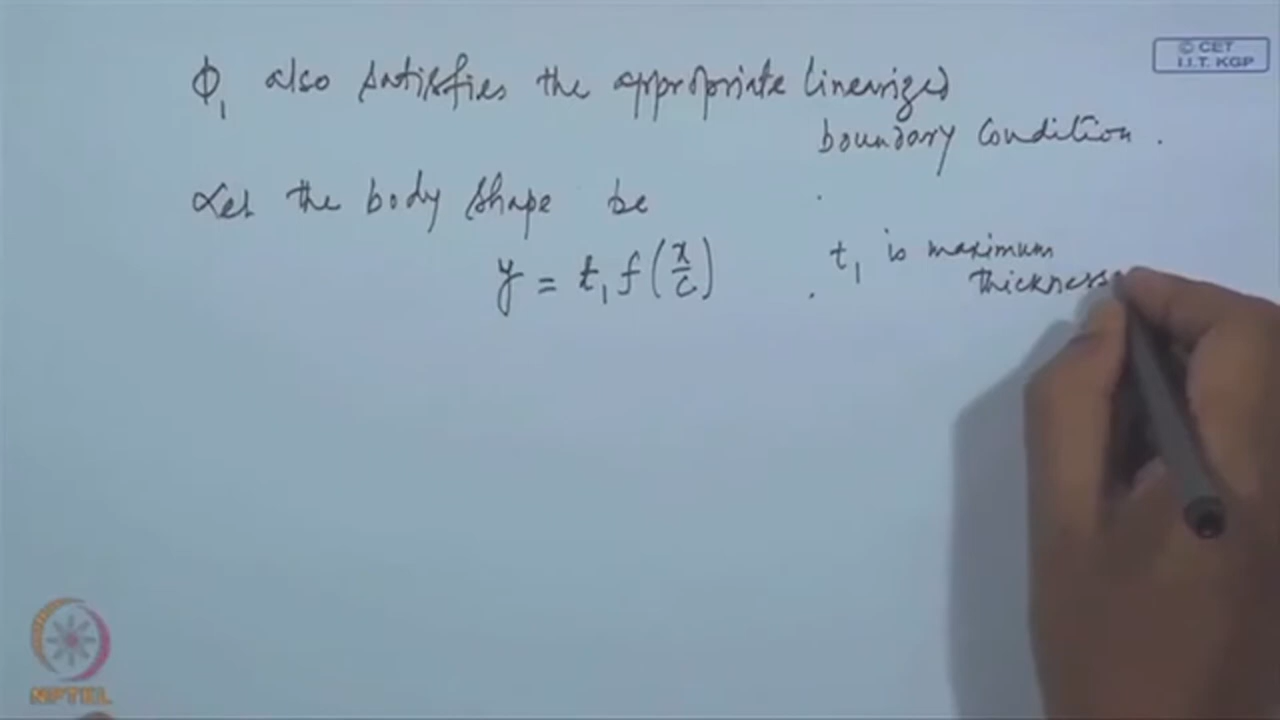 © CET
I.I.T. KGP
ϕ₁ also satisfies the appropriate linearized
boundary condition.
Let the body shape be
y = t₁ f(x/c)
t₁ is maximum
thickness
NPTEL